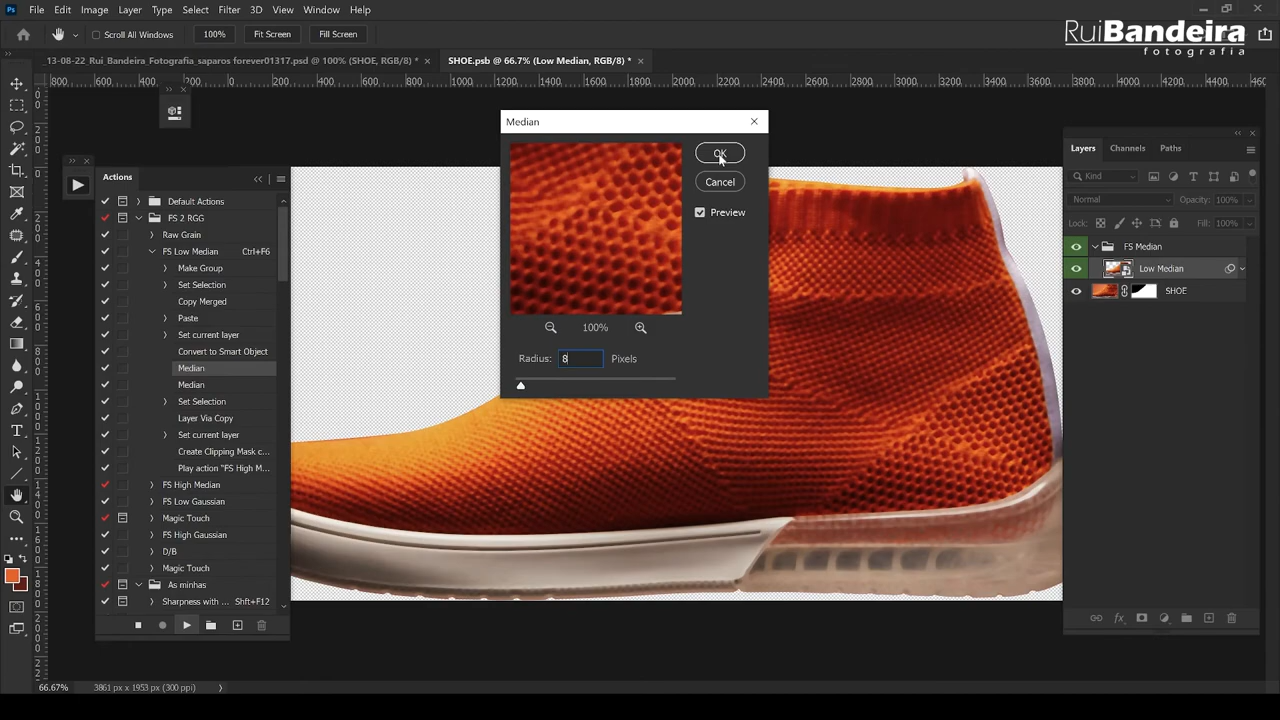 Ps File Edit Image Layer Type Select Filter 3D View Window Help
RuiBandeira
fotografia
Scroll All Windows 100% Fit Screen Fill Screen
_13-08-22_Rui_Bandeira_Fotografia_saparos forever01317.psd @ 100% (SHOE, RGB/8) * ×
SHOE.psb @ 66.7% (Low Median, RGB/8) * ×
800 600 400 200 0 200 400 600 800 1000 1200 1400 1600 1800 2000 2200 2400 2600 2800 3000 3200 3400 3600 3800 4000 4200 4400
Median
OK
Cancel
Preview
100%
Radius: 8 Pixels
Actions
Default Actions
FS 2 RGG
Raw Grain
FS Low Median Ctrl+F6
Make Group
Set Selection
Copy Merged
Paste
Set current layer
Convert to Smart Object
Median
Median
Set Selection
Layer Via Copy
Set current layer
Create Clipping Mask c...
Play action "FS High M...
FS High Median
FS Low Gaussian
Magic Touch
FS High Gaussian
D/B
Magic Touch
As minhas
Sharpness with ... Shft+F12
Layers Channels Paths
Kind
Normal Opacity: 100%
Lock: Fill: 100%
FS Median
Low Median
SHOE
fx
66.67% 3861 px x 1953 px (300 ppi)